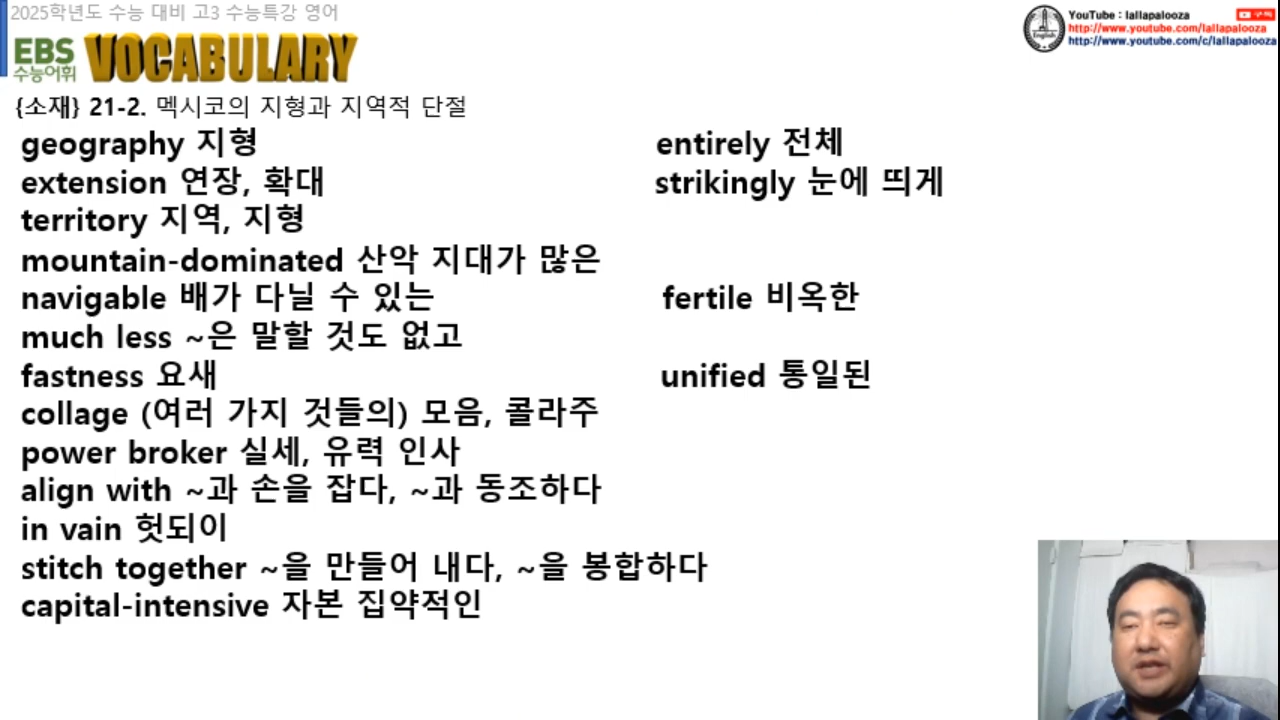 2025학년도 수능 대비 고3 수능특강 영어
EBS 수능어휘 VOCABULARY
YouTube : lallapalooza 구독
http://www.youtube.com/lallapalooza
http://www.youtube.com/c/lallapalooza
English
{소재} 21-2. 멕시코의 지형과 지역적 단절
geography 지형 entirely 전체
extension 연장, 확대 strikingly 눈에 띄게
territory 지역, 지형
mountain-dominated 산악 지대가 많은
navigable 배가 다닐 수 있는 fertile 비옥한
much less ~은 말할 것도 없고
fastness 요새 unified 통일된
collage (여러 가지 것들의) 모음, 콜라주
power broker 실세, 유력 인사
align with ~과 손을 잡다, ~과 동조하다
in vain 헛되이
stitch together ~을 만들어 내다, ~을 봉합하다
capital-intensive 자본 집약적인